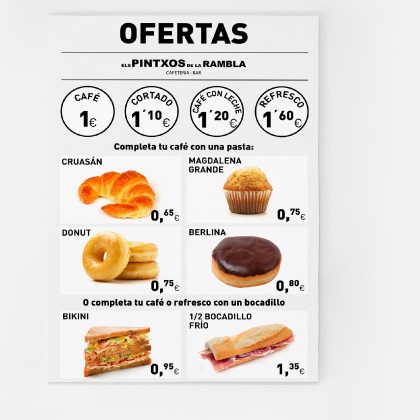 OFERTAS
ELS PINTXOS DE LA RAMBLA
CAFETERIA - BAR
CAFÉ
1€
CORTADO
1´10€
CAFÉ CON LECHE
1´20€
REFRESCO
1´60€
Completa tu café con una pasta:
CRUASÁN
0,65€
MAGDALENA
GRANDE
0,75€
DONUT
0,75€
BERLINA
0,80€
O completa tu café o refresco con un bocadillo
BIKINI
0,95€
1/2 BOCADILLO
FRÍO
1,35€